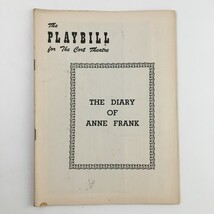 The
PLAYBILL
for The Cort Theatre
THE DIARY
OF
ANNE FRANK